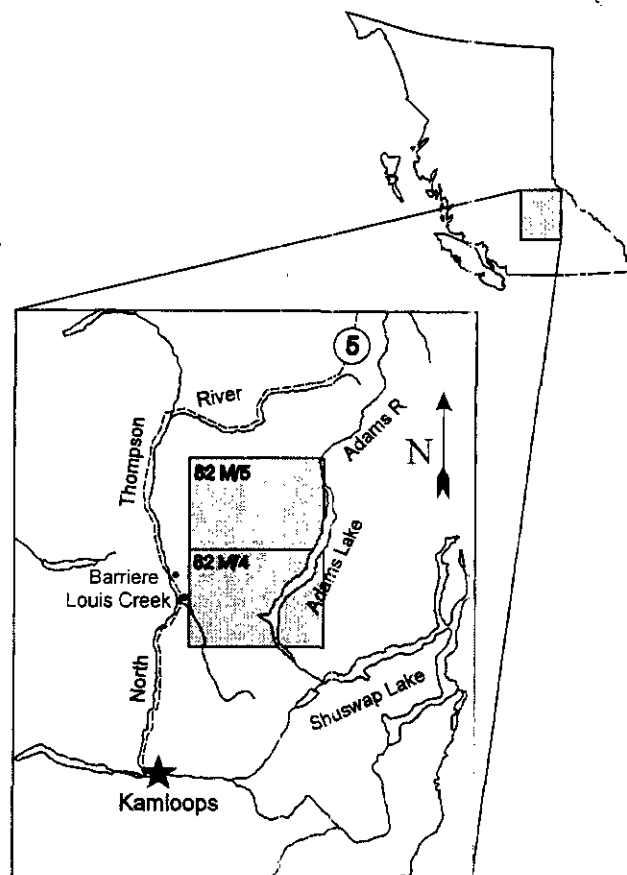 5
River
Adams R
N
Thompson
82 M/5
82 M/4
Adams Lake
Barriere
Louis Creek
North
Shuswap Lake
Kamloops